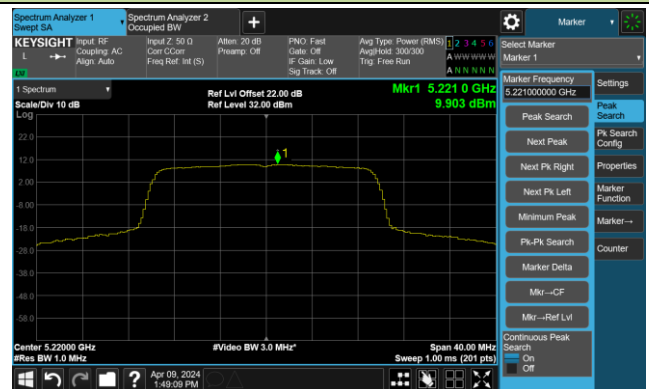 Spectrum Analyzer 1
Swept SA
Spectrum Analyzer 2
Occupied BW
Marker
KEYSIGHT
L
Input: RF
Coupling: AC
Align: Auto
Input Z: 50 Ω
Corr CCorr
Freq Ref: Int (S)
Atten: 20 dB
Preamp: Off
PNO: Fast
Gate: Off
IF Gain: Low
Sig Track: Off
Avg Type: Power (RMS)
Avg|Hold: 300/300
Trig: Free Run
1 2 3 4 5 6
A W W W W W
A N N N N N
Select Marker
Marker 1
1 Spectrum
Scale/Div 10 dB
Log
Ref Lvl Offset 22.00 dB
Ref Level 32.00 dBm
Mkr1 5.221 0 GHz
9.903 dBm
22.0
12.0
2.00
-8.00
-18.0
-28.0
-38.0
-48.0
-58.0
1
Center 5.22000 GHz
#Res BW 1.0 MHz
#Video BW 3.0 MHz*
Span 40.00 MHz
Sweep 1.00 ms (201 pts)
Marker Frequency
5.221000000 GHz
Peak Search
Next Peak
Next Pk Right
Next Pk Left
Minimum Peak
Pk-Pk Search
Marker Delta
Mkr→CF
Mkr→Ref Lvl
Continuous Peak
Search
On
Off
Settings
Peak
Search
Pk Search
Config
Properties
Marker
Function
Marker→
Counter
Apr 09, 2024
1:49:09 PM